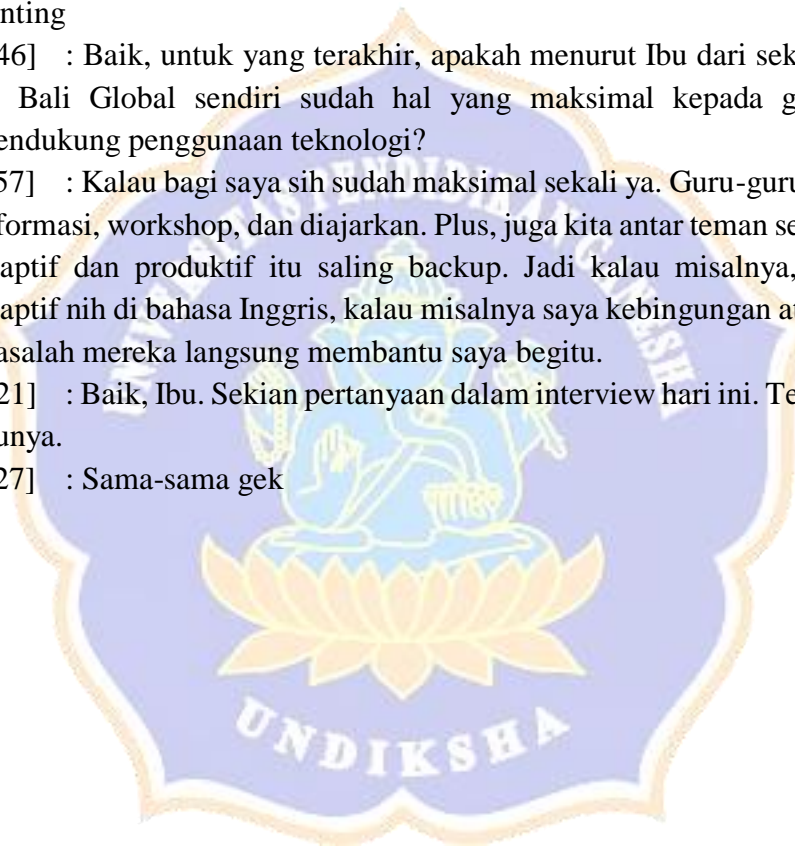 nting
46] : Baik, untuk yang terakhir, apakah menurut Ibu dari sek
Bali Global sendiri sudah hal yang maksimal kepada g
endukung penggunaan teknologi?
57] : Kalau bagi saya sih sudah maksimal sekali ya. Guru-guru
formasi, workshop, dan diajarkan. Plus, juga kita antar teman se
aptif dan produktif itu saling backup. Jadi kalau misalnya,
aptif nih di bahasa Inggris, kalau misalnya saya kebingungan at
asalah mereka langsung membantu saya begitu.
21] : Baik, Ibu. Sekian pertanyaan dalam interview hari ini. Te
unya.
27] : Sama-sama gek
UNIVERSITAS PENDIDIKAN GANESHA
UNDIKSHA